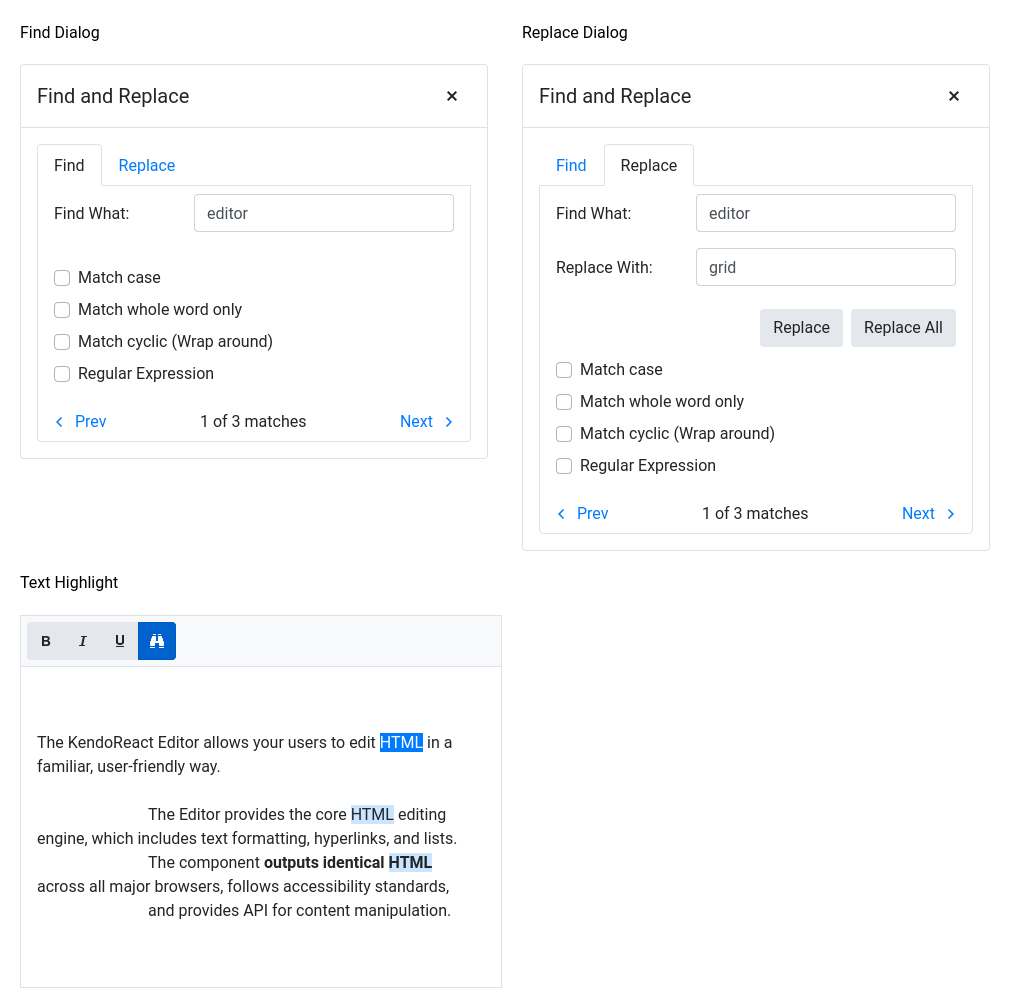 Find Dialog
Find and Replace
Find Replace
Find What: editor
Match case
Match whole word only
Match cyclic (Wrap around)
Regular Expression
Prev 1 of 3 matches Next
Replace Dialog
Find and Replace
Find Replace
Find What: editor
Replace With: grid
Replace Replace All
Match case
Match whole word only
Match cyclic (Wrap around)
Regular Expression
Prev 1 of 3 matches Next
Text Highlight
B I U
The KendoReact Editor allows your users to edit HTML in a
familiar, user-friendly way.
The Editor provides the core HTML editing
engine, which includes text formatting, hyperlinks, and lists.
The component outputs identical HTML
across all major browsers, follows accessibility standards,
and provides API for content manipulation.